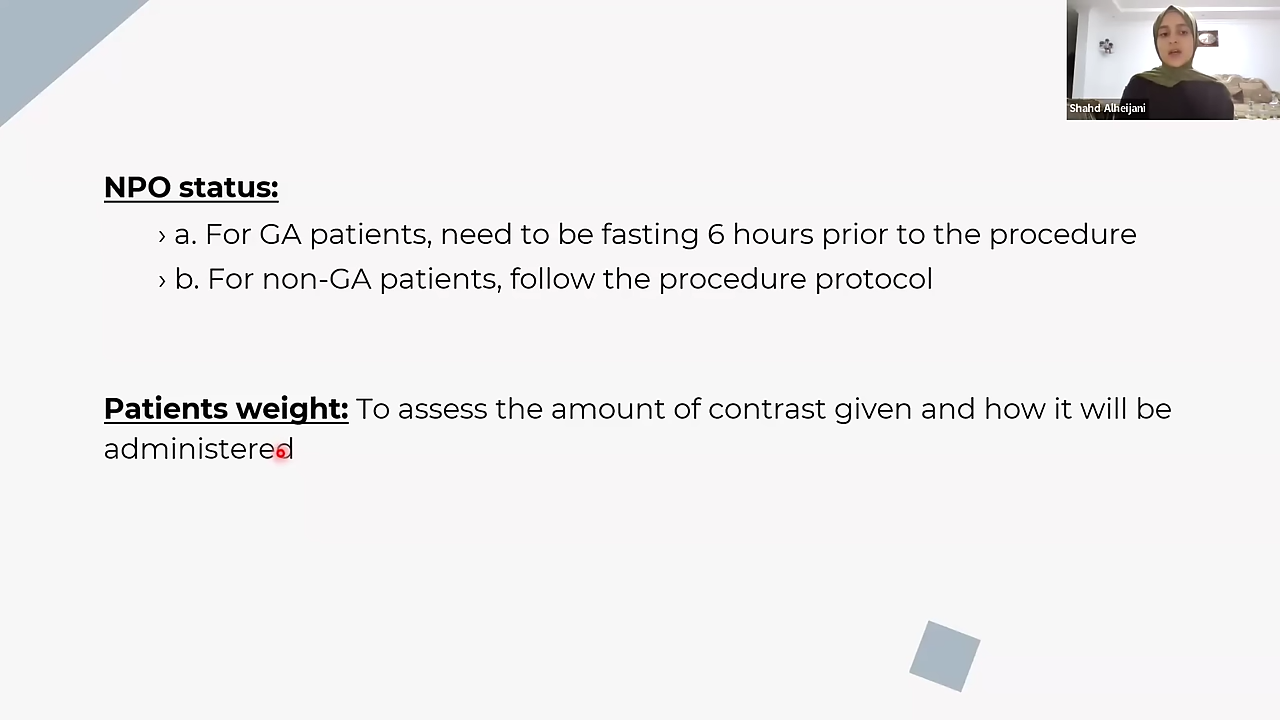 Shahd Alheijani
NPO status:
› a. For GA patients, need to be fasting 6 hours prior to the procedure
› b. For non-GA patients, follow the procedure protocol
Patients weight: To assess the amount of contrast given and how it will be
administered